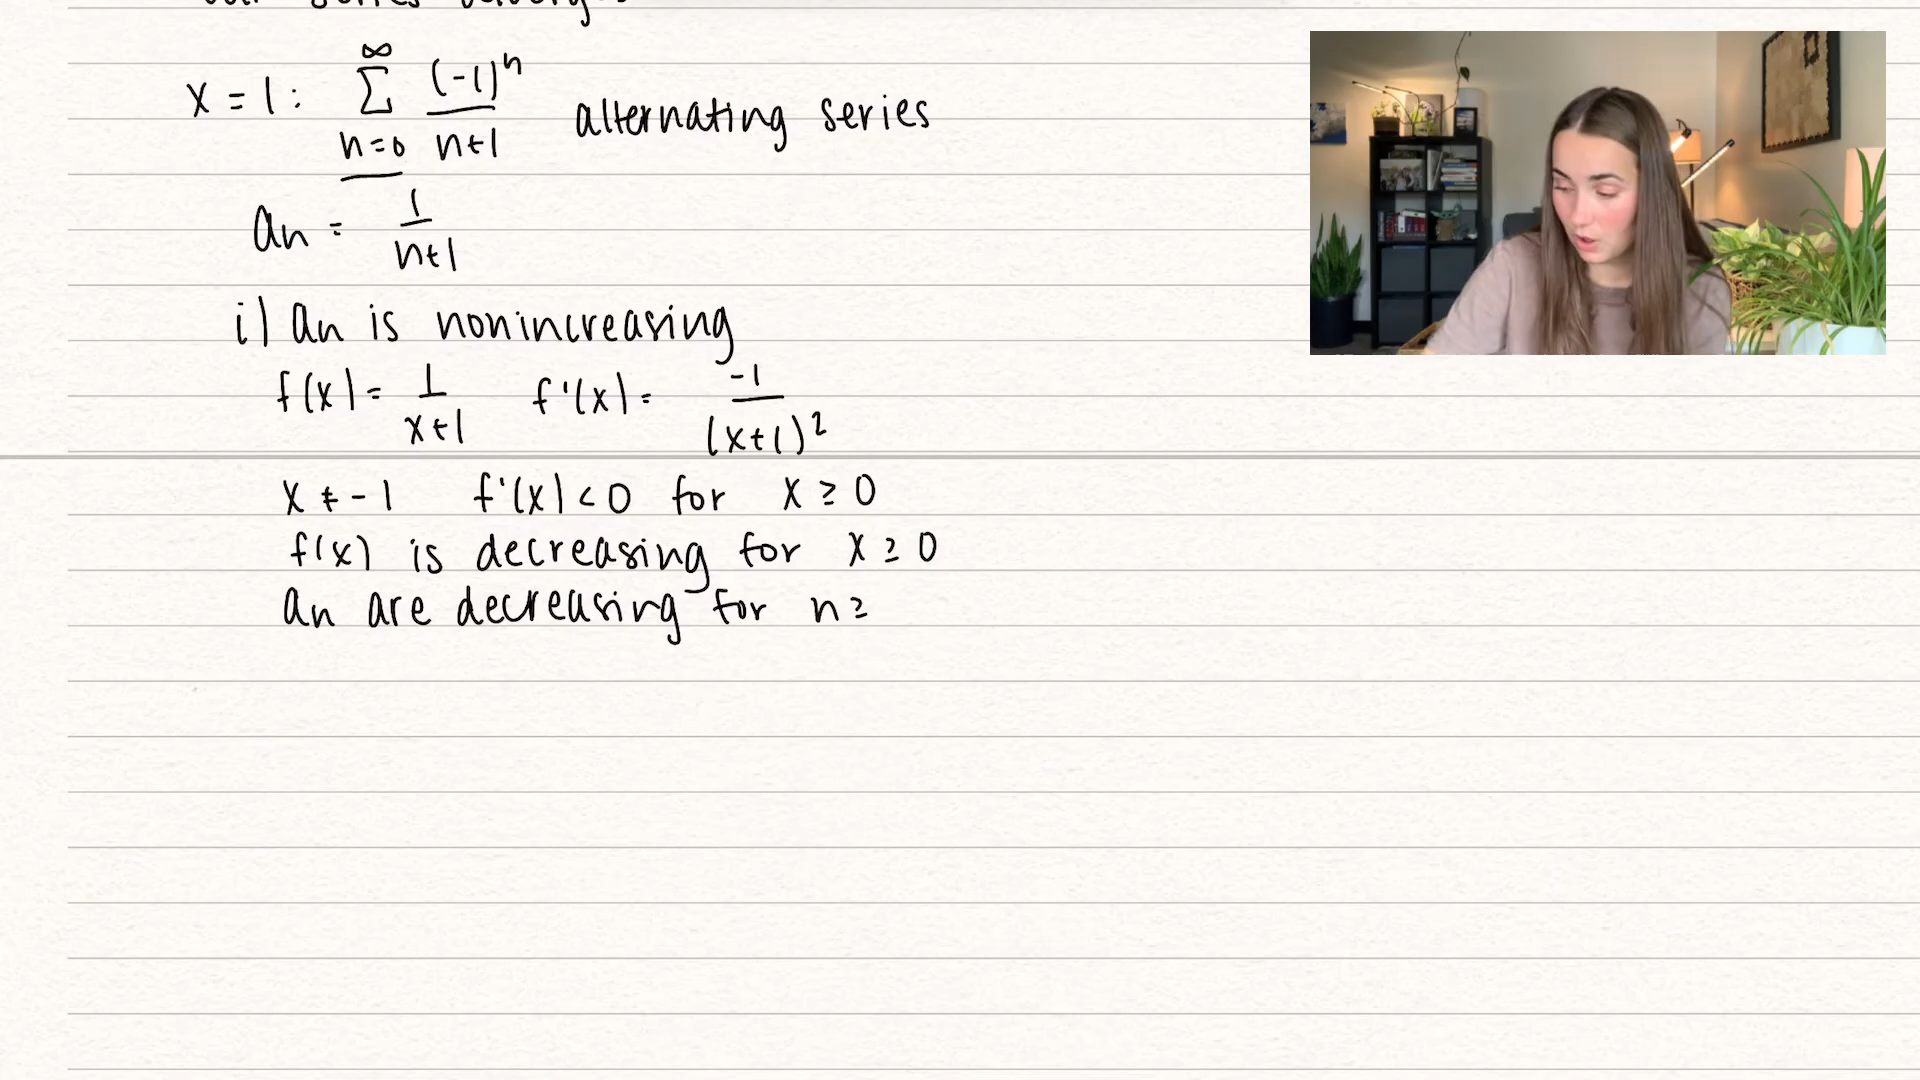 x = 1: ∞ Σ n=0 (-1)^n / n+1 alternating series
an = 1 / n+1
i) an is nonincreasing
f(x) = 1 / x+1 f'(x) = -1 / (x+1)^2
x ≠ -1 f'(x) < 0 for x ≥ 0
f(x) is decreasing for x ≥ 0
an are decreasing for n ≥